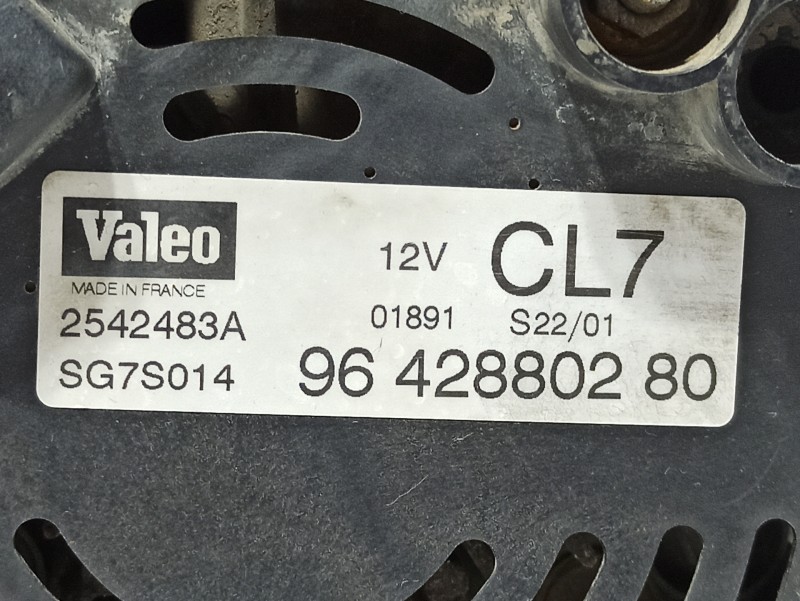 Valeo
MADE IN FRANCE
12V CL7
2542483A 01891 S22/01
SG7S014 96 428802 80